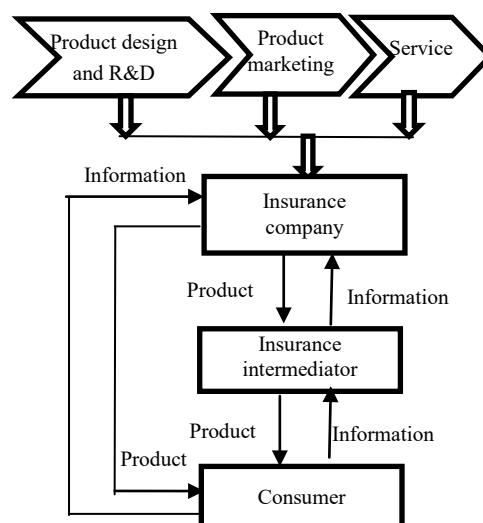 Product design
and R&D
Product
marketing
Service
Information
Insurance
company
Product
Information
Insurance
intermediator
Product
Information
Product
Consumer